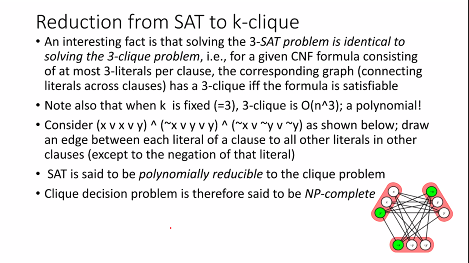 Reduction from SAT to k-clique
• An interesting fact is that solving the 3-SAT problem is identical to
solving the 3-clique problem, i.e., for a given CNF formula consisting
of at most 3-literals per clause, the corresponding graph (connecting
literals across clauses) has a 3-clique iff the formula is satisfiable
• Note also that when k is fixed (=3), 3-clique is O(n^3); a polynomial!
• Consider (x v x v y) ^ (~x v y v y) ^ (~x v ~y v ~y) as shown below; draw
an edge between each literal of a clause to all other literals in other
clauses (except to the negation of that literal)
• SAT is said to be polynomially reducible to the clique problem
• Clique decision problem is therefore said to be NP-complete